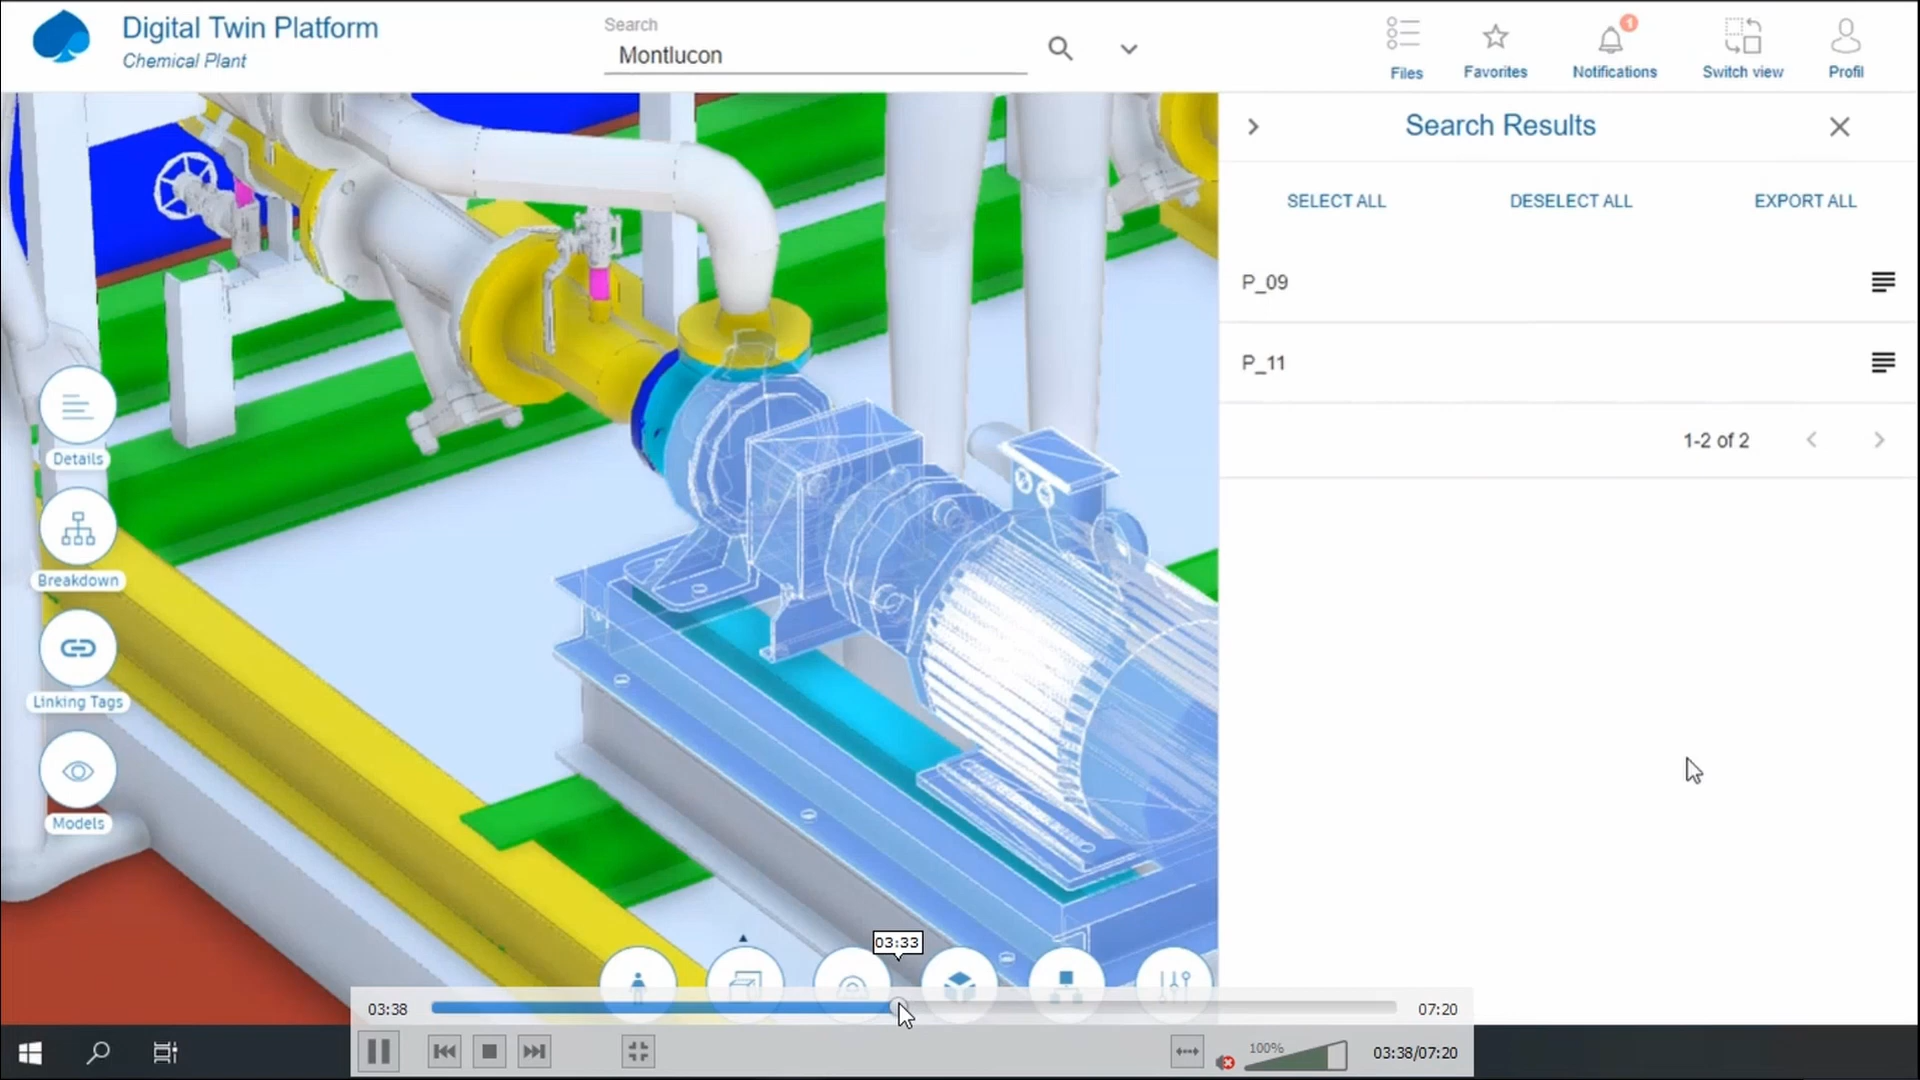 Digital Twin Platform
Chemical Plant
Search
Montlucon
Files
Favorites
1
Notifications
Switch view
Profil
Search Results
SELECT ALL
DESELECT ALL
EXPORT ALL
P_09
P_11
1-2 of 2
Details
Breakdown
Linking Tags
Models
03:33
03:38
07:20
100%
03:38/07:20